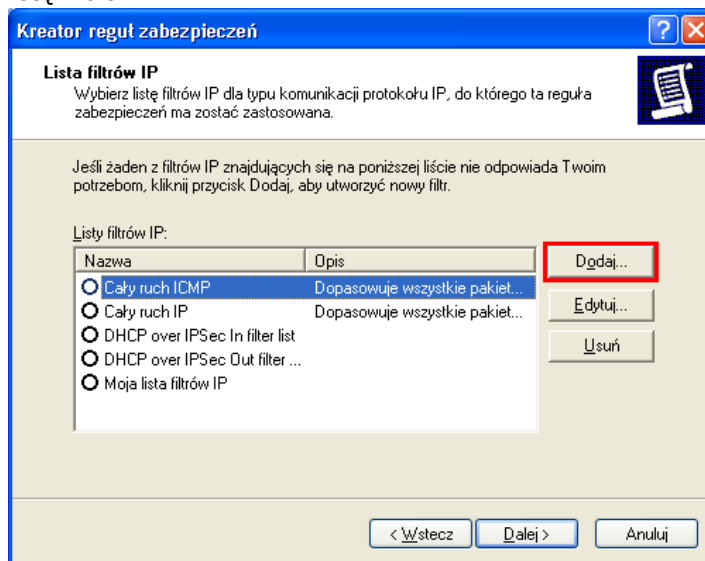 Kreator reguł zabezpieczeń
Lista filtrów IP
Wybierz listę filtrów IP dla typu komunikacji protokołu IP, do którego ta reguła
zabezpieczeń ma zostać zastosowana.
Jeśli żaden z filtrów IP znajdujących się na poniższej liście nie odpowiada Twoim
potrzebom, kliknij przycisk Dodaj, aby utworzyć nowy filtr.
Listy filtrów IP:
Nazwa Opis
Cały ruch ICMP Dopasowuje wszystkie pakiet...
Cały ruch IP Dopasowuje wszystkie pakiet...
DHCP over IPSec In filter list
DHCP over IPSec Out filter ...
Moja lista filtrów IP
Dodaj...
Edytuj...
Usuń
< Wstecz Dalej > Anuluj